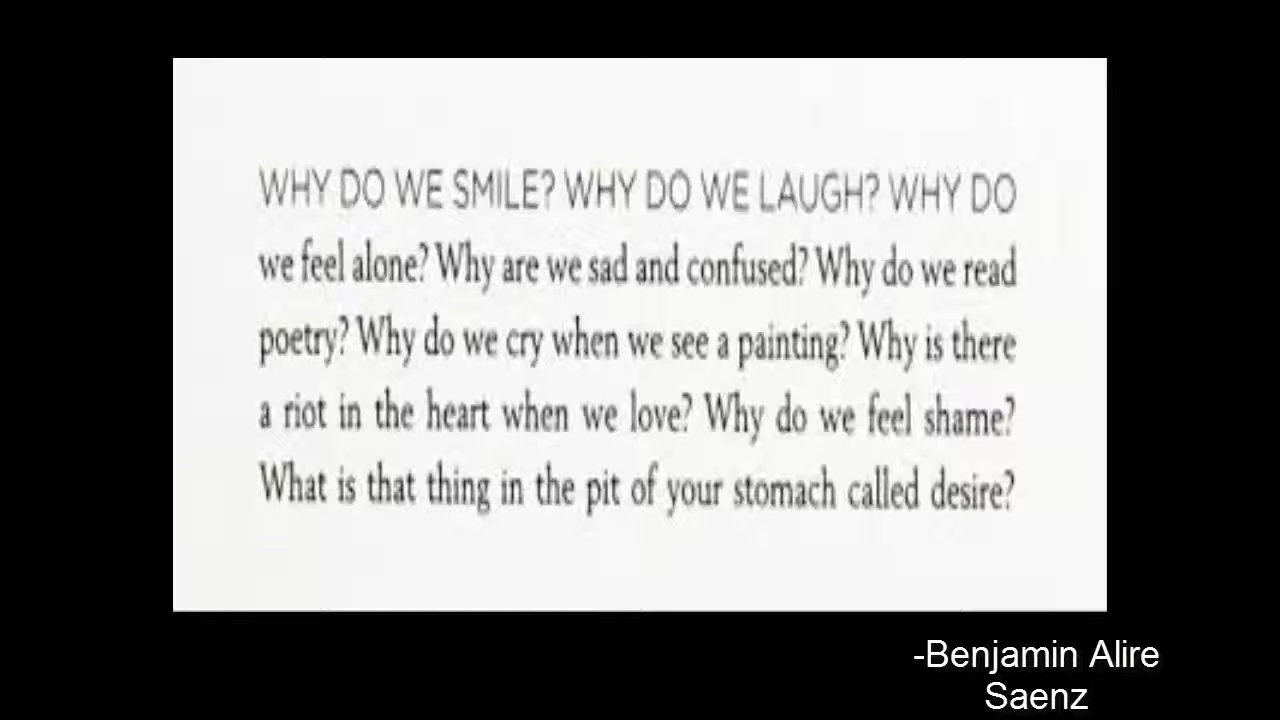 WHY DO WE SMILE? WHY DO WE LAUGH? WHY DO
we feel alone? Why are we sad and confused? Why do we read
poetry? Why do we cry when we see a painting? Why is there
a riot in the heart when we love? Why do we feel shame?
What is that thing in the pit of your stomach called desire?
-Benjamin Alire
Saenz